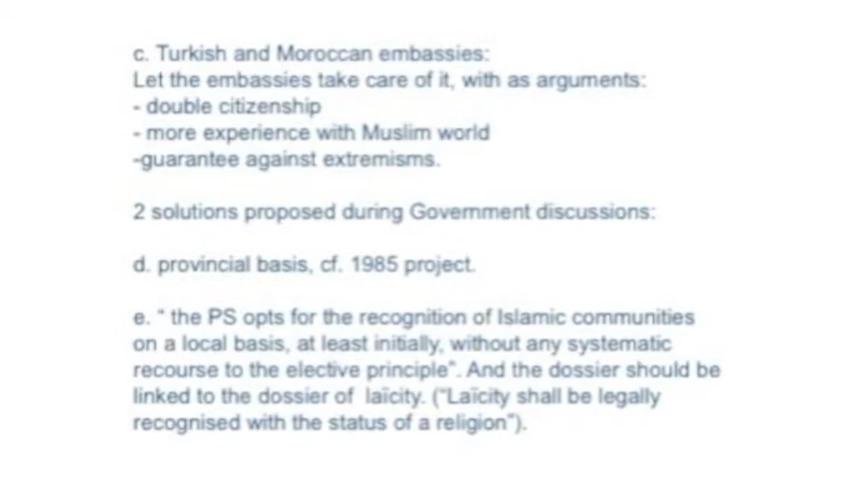 c. Turkish and Moroccan embassies:
Let the embassies take care of it, with as arguments:
- double citizenship
- more experience with Muslim world
-guarantee against extremisms.
2 solutions proposed during Government discussions:
d. provincial basis, cf. 1985 project.
e. “ the PS opts for the recognition of Islamic communities
on a local basis, at least initially, without any systematic
recourse to the elective principle”. And the dossier should be
linked to the dossier of laïcity. (“Laïcity shall be legally
recognised with the status of a religion”).